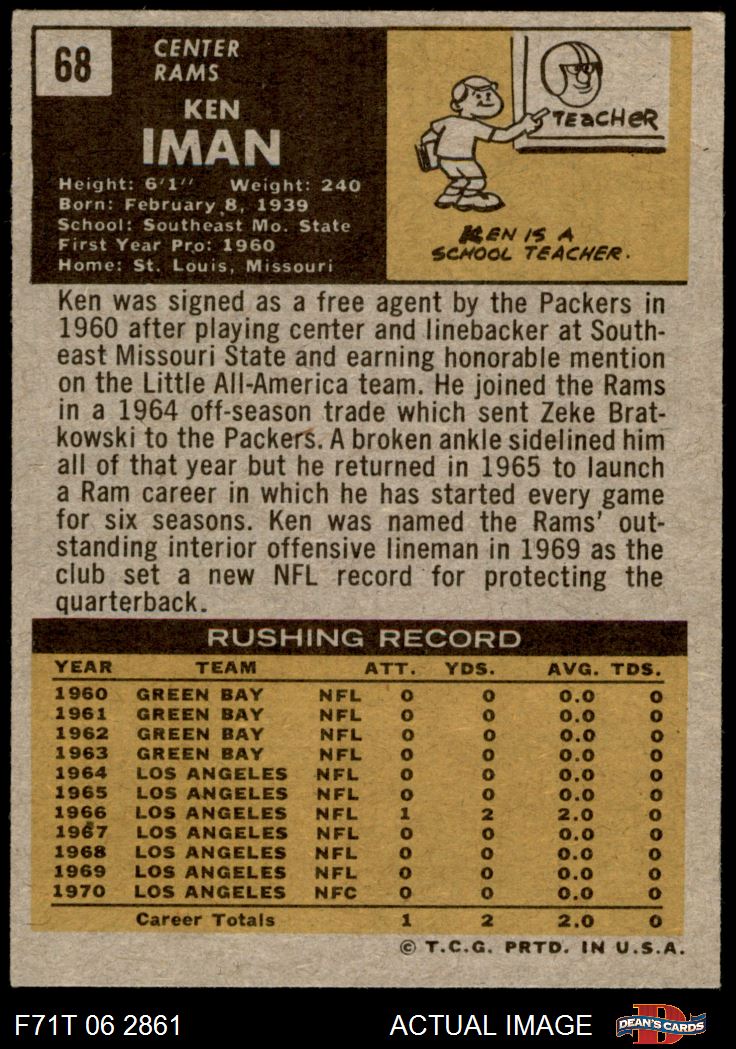 68
CENTER
RAMS
KEN
IMAN
Height: 6'1'' Weight: 240
Born: February 8, 1939
School: Southeast Mo. State
First Year Pro: 1960
Home: St. Louis, Missouri
TEACHER
KEN IS A
SCHOOL TEACHER.
Ken was signed as a free agent by the Packers in
1960 after playing center and linebacker at South-
east Missouri State and earning honorable mention
on the Little All-America team. He joined the Rams
in a 1964 off-season trade which sent Zeke Brat-
kowski to the Packers. A broken ankle sidelined him
all of that year but he returned in 1965 to launch
a Ram career in which he has started every game
for six seasons. Ken was named the Rams' out-
standing interior offensive lineman in 1969 as the
club set a new NFL record for protecting the
quarterback.
RUSHING RECORD
YEAR TEAM ATT. YDS. AVG. TDS.
1960 GREEN BAY NFL 0 0 0.0 0
1961 GREEN BAY NFL 0 0 0.0 0
1962 GREEN BAY NFL 0 0 0.0 0
1963 GREEN BAY NFL 0 0 0.0 0
1964 LOS ANGELES NFL 0 0 0.0 0
1965 LOS ANGELES NFL 0 0 0.0 0
1966 LOS ANGELES NFL 1 2 2.0 0
1967 LOS ANGELES NFL 0 0 0.0 0
1968 LOS ANGELES NFL 0 0 0.0 0
1969 LOS ANGELES NFL 0 0 0.0 0
1970 LOS ANGELES NFC 0 0 0.0 0
Career Totals 1 2 2.0 0
© T.C.G. PRTD. IN U.S.A.
F71T 06 2861 ACTUAL IMAGE D DEAN'S CARDS